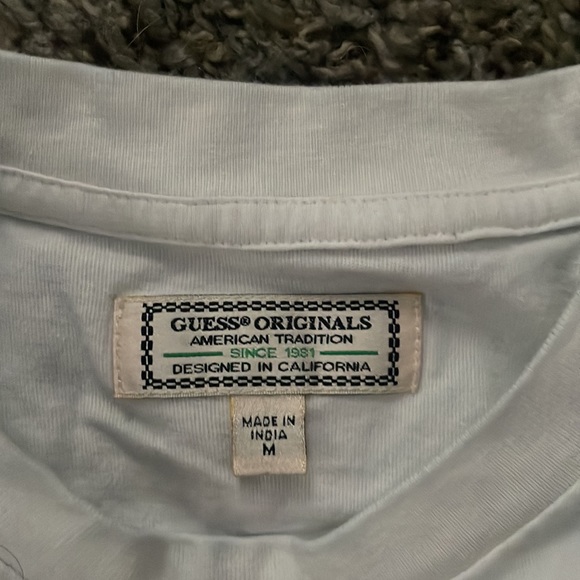 GUESS® ORIGINALS
AMERICAN TRADITION
SINCE 1981
DESIGNED IN CALIFORNIA
MADE IN
INDIA
M